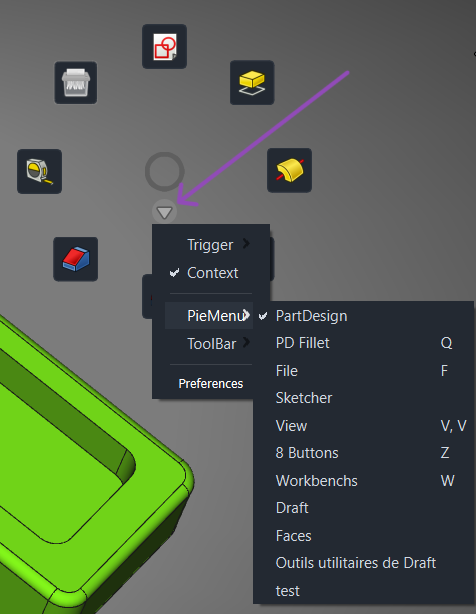 Trigger
Context
PieMenu
ToolBar
Preferences
PartDesign
PD Fillet Q
File F
Sketcher
View V, V
8 Buttons Z
Workbenchs W
Draft
Faces
Outils utilitaires de Draft
test